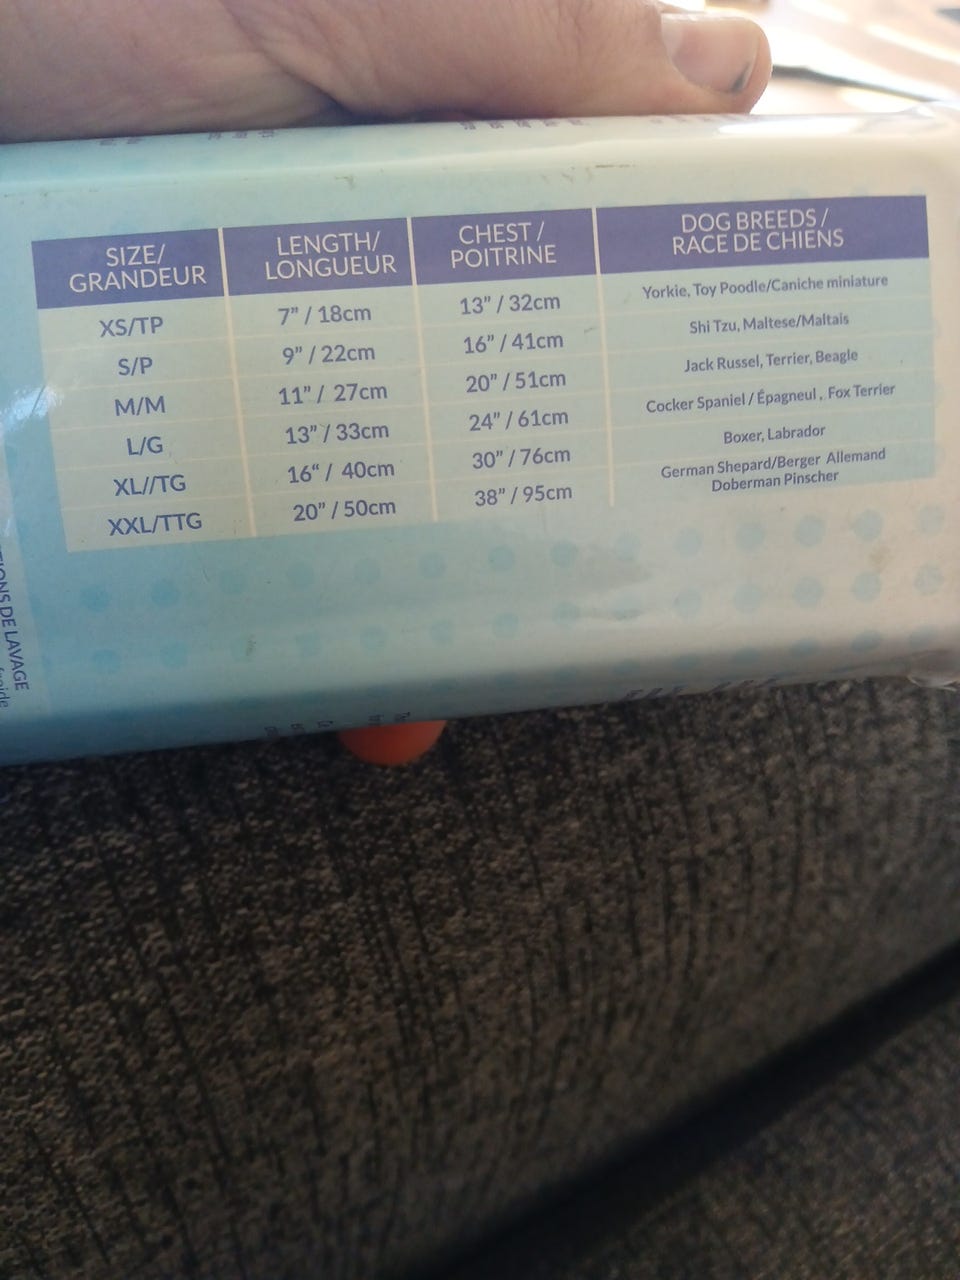 SIZE/
GRANDEUR
LENGTH/
LONGUEUR
CHEST /
POITRINE
DOG BREEDS /
RACE DE CHIENS
XS/TP 7” / 18cm 13” / 32cm Yorkie, Toy Poodle/Caniche miniature
S/P 9” / 22cm 16” / 41cm Shi Tzu, Maltese/Maltais
M/M 11” / 27cm 20” / 51cm Jack Russel, Terrier, Beagle
L/G 13” / 33cm 24” / 61cm Cocker Spaniel / Épagneul , Fox Terrier
XL//TG 16“ / 40cm 30” / 76cm Boxer, Labrador
XXL/TTG 20” / 50cm 38” / 95cm German Shepard/Berger Allemand
Doberman Pinscher
DE LAVAGE